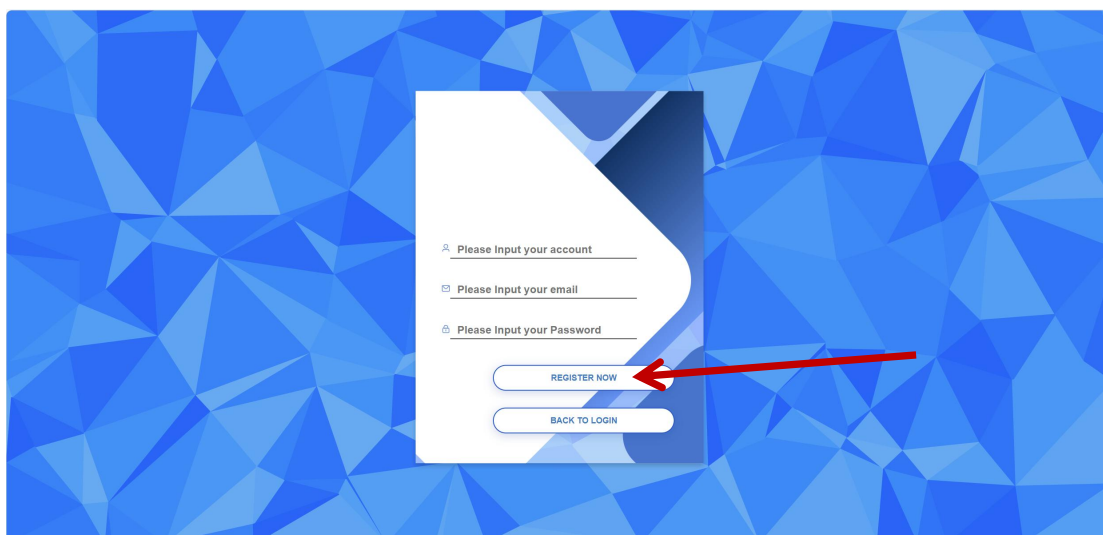 Please Input your account
Please Input your email
Please Input your Password
REGISTER NOW
BACK TO LOGIN